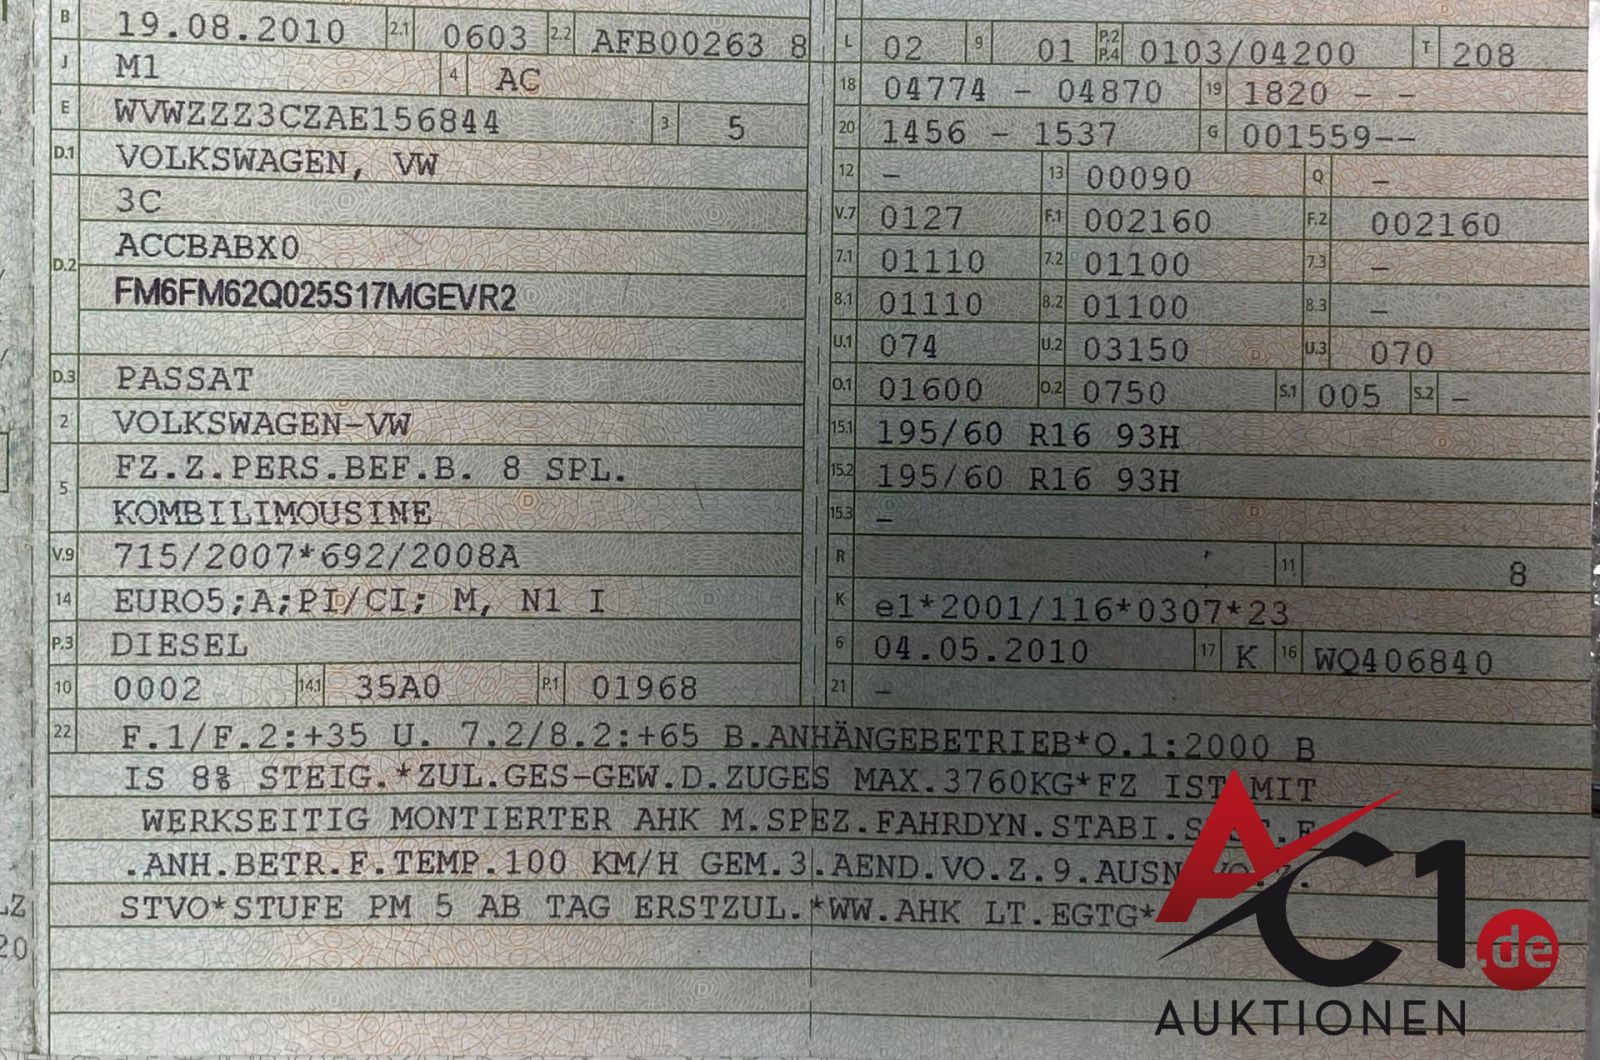 B 19.08.2010 2.1 0603 2.2 AFB00263 8
J M1 4 AC
E WVWZZZ3CZAE156844 3 5
D.1 VOLKSWAGEN, VW
3C
D.2 ACCBABX0
FM6FM62Q025S17MGEVR2
D.3 PASSAT
2 VOLKSWAGEN-VW
5 FZ.Z.PERS.BEF.B. 8 SPL.
KOMBILIMOUSINE
V.9 715/2007*692/2008A
14 EURO5;A;PI/CI; M, N1 I
P.3 DIESEL
10 0002 14.1 35A0 P.1 01968
L 02 9 01 P.2 P.4 0103/04200 T 208
18 04774 - 04870 19 1820 - -
20 1456 - 1537 G 001559--
12 - 13 00090 Q -
V.7 0127 F.1 002160 F.2 002160
7.1 01110 7.2 01100 7.3 -
8.1 01110 8.2 01100 8.3 -
U.1 074 U.2 03150 U.3 070
O.1 01600 O.2 0750 S.1 005 S.2 -
15.1 195/60 R16 93H
15.2 195/60 R16 93H
15.3 -
R 11 8
K e1*2001/116*0307*23
6 04.05.2010 17 K 16 WQ406840
21 -
22 F.1/F.2:+35 U. 7.2/8.2:+65 B.ANHÄNGEBETRIEB*O.1:2000 B
IS 8% STEIG.*ZUL.GES-GEW.D.ZUGES MAX.3760KG*FZ IST MIT
WERKSEITIG MONTIERTER AHK M.SPEZ.FAHRDYN.STABI.
.ANH.BETR.F.TEMP.100 KM/H GEM.3.AEND.VO.Z.9.AUSN
STVO*STUFE PM 5 AB TAG ERSTZUL.*WW.AHK LT.EGTG*
LZ
20
AC1.de
AUKTIONEN